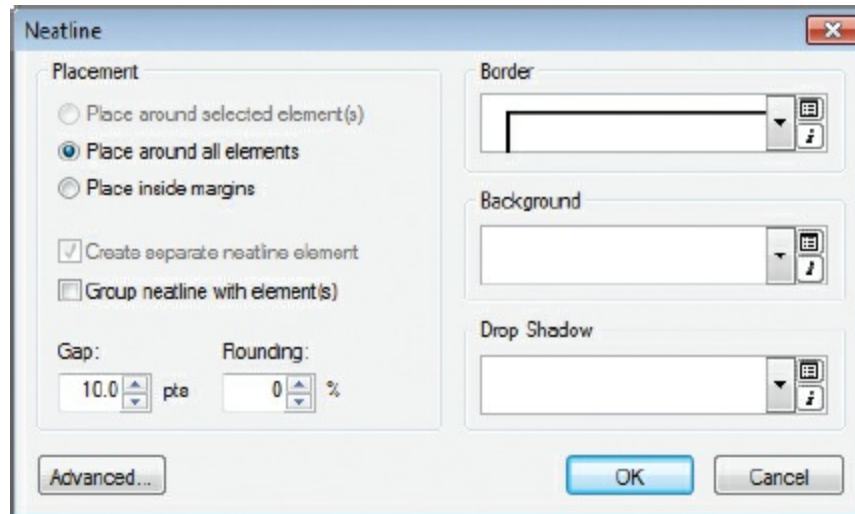 Neatline
Placement
Place around selected element(s)
Place around all elements
Place inside margins
Create separate neatline element
Group neatline with element(s)
Gap:
Rounding:
10.0 pts
0 %
Border
Background
Drop Shadow
Advanced...
OK
Cancel